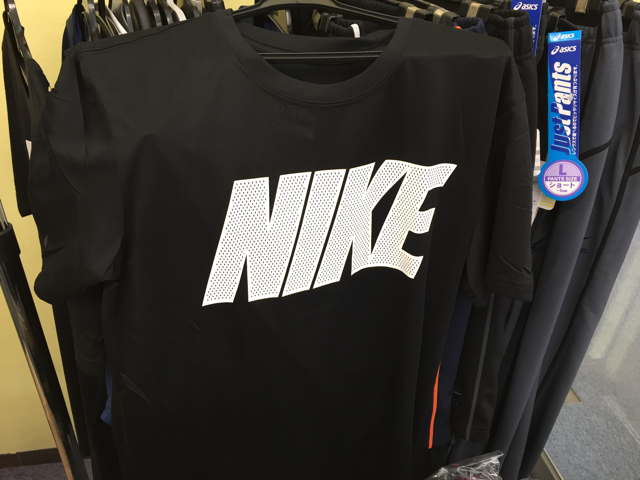 NIKE
asics
asics
Just Pants
L
PANTS SIZE
ショート